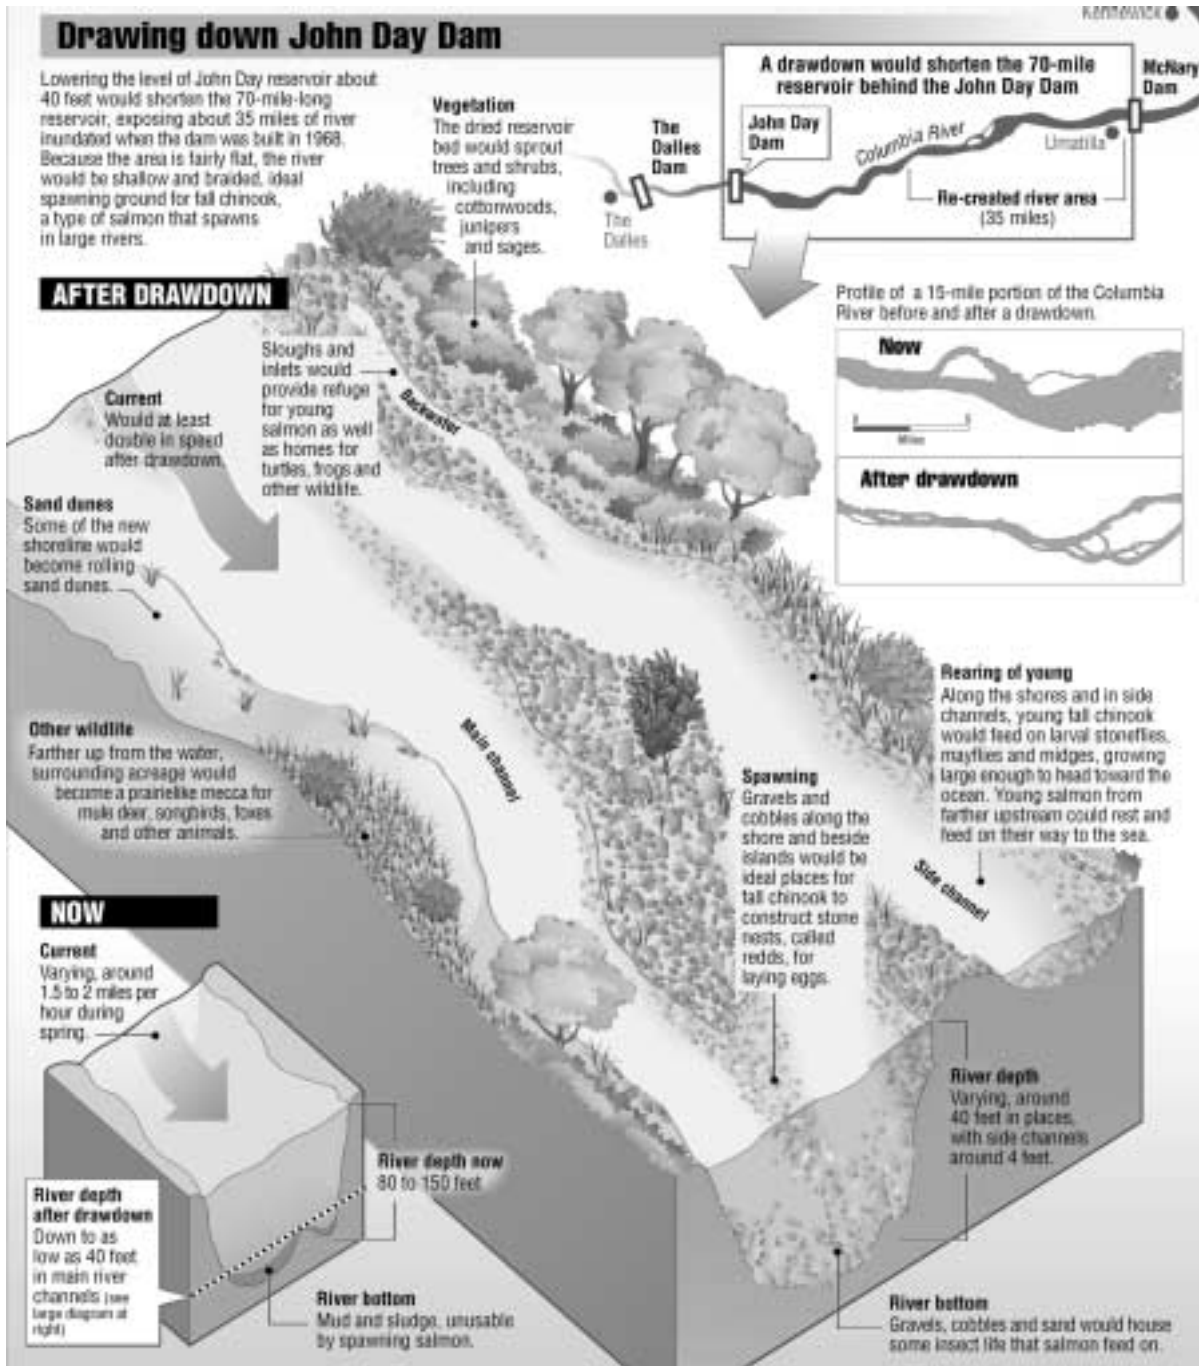 Drawing down John Day Dam
Lowering the level of John Day reservoir about
40 feet would shorten the 70-mile-long
reservoir, exposing about 35 miles of river
inundated when the dam was built in 1968.
Because the area is fairly flat, the river
would be shallow and braided, ideal
spawning ground for fall chinook,
a type of salmon that spawns
in large rivers.
Vegetation
The dried reservoir
bed would sprout
trees and shrubs,
including
cottonwoods,
junipers
and sages.
Kennewick
A drawdown would shorten the 70-mile
reservoir behind the John Day Dam
McNary
Dam
The
Dalles
Dam
John Day
Dam
Columbia River
Umatilla
The
Dalles
Re-created river area
(35 miles)
Profile of a 15-mile portion of the Columbia
River before and after a drawdown.
Now
Miles
After drawdown
AFTER DRAWDOWN
Sloughs and
inlets would
provide refuge
for young
salmon as well
as homes for
turtles, frogs and
other wildlife.
Backwater
Current
Would at least
double in speed
after drawdown.
Sand dunes
Some of the new
shoreline would
become rolling
sand dunes.
Other wildlife
Farther up from the water,
surrounding acreage would
become a prairielike mecca for
mule deer, songbirds, foxes
and other animals.
Main channel
Rearing of young
Along the shores and in side
channels, young fall chinook
would feed on larval stoneflies,
mayflies and midges, growing
large enough to head toward the
ocean. Young salmon from
farther upstream could rest and
feed on their way to the sea.
Spawning
Gravels and
cobbles along the
shore and beside
islands would be
ideal places for
fall chinook to
construct stone
nests, called
redds, for
laying eggs.
Side channel
NOW
Current
Varying, around
1.5 to 2 miles per
hour during
spring.
River depth
Varying, around
40 feet in places,
with side channels
around 4 feet.
River depth now
80 to 150 feet
River depth
after drawdown
Down to as
low as 40 feet
in main river
channels (see
large diagram at
right)
River bottom
Mud and sludge, unusable
by spawning salmon.
River bottom
Gravels, cobbles and sand would house
some insect life that salmon feed on.